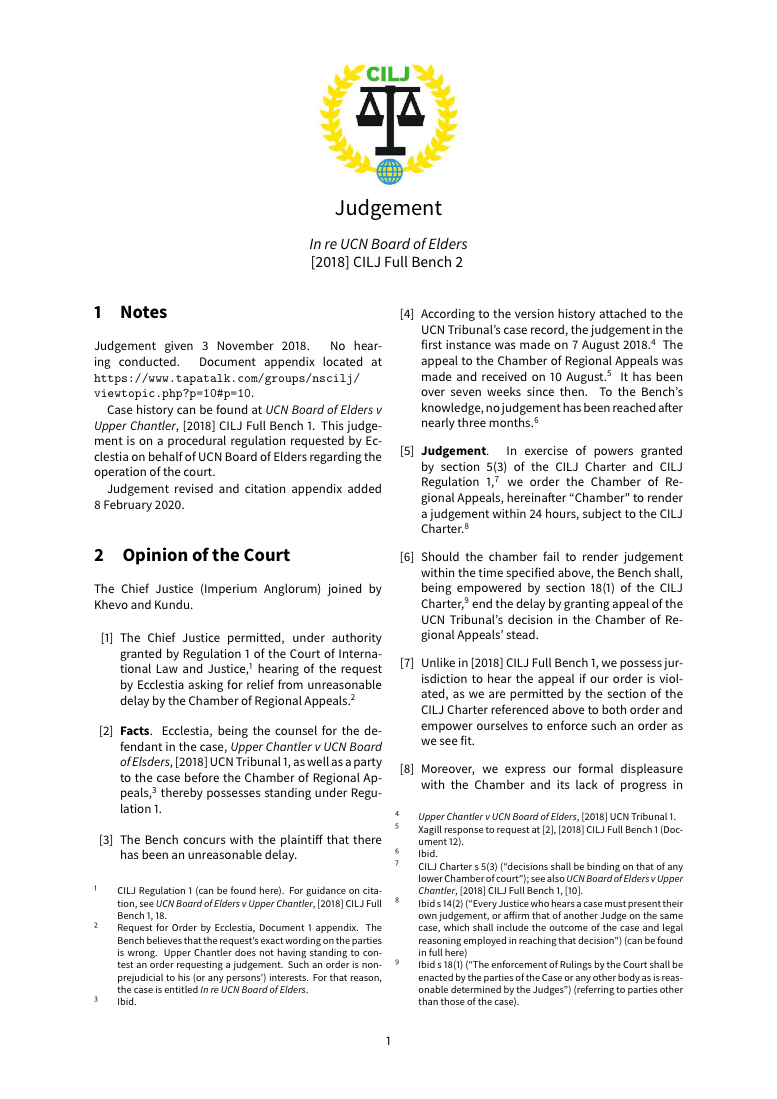 CILJ
Judgement
In re UCN Board of Elders
[2018] CILJ Full Bench 2
1 Notes
Judgement given 3 November 2018. No hear-
ing conducted. Document appendix located at
https://www.tapatalk.com/groups/nscilj/
viewtopic.php?p=10#p=10.
Case history can be found at UCN Board of Elders v
Upper Chantler, [2018] CILJ Full Bench 1. This judge-
ment is on a procedural regulation requested by Ec-
clestia on behalf of UCN Board of Elders regarding the
operation of the court.
Judgement revised and citation appendix added
8 February 2020.
2 Opinion of the Court
The Chief Justice (Imperium Anglorum) joined by
Khevo and Kundu.
[1] The Chief Justice permitted, under authority
granted by Regulation 1 of the Court of Interna-
tional Law and Justice,1 hearing of the request
by Ecclestia asking for relief from unreasonable
delay by the Chamber of Regional Appeals.2
[2] Facts. Ecclestia, being the counsel for the de-
fendant in the case, Upper Chantler v UCN Board
of Elsders, [2018] UCN Tribunal 1, as well as a party
to the case before the Chamber of Regional Ap-
peals,3 thereby possesses standing under Regu-
lation 1.
[3] The Bench concurs with the plaintiff that there
has been an unreasonable delay.
1 CILJ Regulation 1 (can be found here). For guidance on cita-
tion, see UCN Board of Elders v Upper Chantler, [2018] CILJ Full
Bench 1, 18.
2 Request for Order by Ecclestia, Document 1 appendix. The
Bench believes that the request's exact wording on the parties
is wrong. Upper Chantler does not having standing to con-
test an order requesting a judgement. Such an order is non-
prejudicial to his (or any persons') interests. For that reason,
the case is entitled In re UCN Board of Elders.
3 Ibid.
[4] According to the version history attached to the
UCN Tribunal's case record, the judgement in the
first instance was made on 7 August 2018.4 The
appeal to the Chamber of Regional Appeals was
made and received on 10 August.5 It has been
over seven weeks since then. To the Bench's
knowledge, no judgement has been reached after
nearly three months.6
[5] Judgement. In exercise of powers granted
by section 5(3) of the CILJ Charter and CILJ
Regulation 1,7 we order the Chamber of Re-
gional Appeals, hereinafter "Chamber" to render
a judgement within 24 hours, subject to the CILJ
Charter.8
[6] Should the chamber fail to render judgement
within the time specified above, the Bench shall,
being empowered by section 18(1) of the CILJ
Charter,9 end the delay by granting appeal of the
UCN Tribunal's decision in the Chamber of Re-
gional Appeals' stead.
[7] Unlike in [2018] CILJ Full Bench 1, we possess jur-
isdiction to hear the appeal if our order is viol-
ated, as we are permitted by the section of the
CILJ Charter referenced above to both order and
empower ourselves to enforce such an order as
we see fit.
[8] Moreover, we express our formal displeasure
with the Chamber and its lack of progress in
4 Upper Chantler v UCN Board of Elders, [2018] UCN Tribunal 1.
5 Xagill response to request at [2], [2018] CILJ Full Bench 1 (Doc-
ument 12).
6 Ibid.
7 CILJ Charter s 5(3) ("decisions shall be binding on that of any
lower Chamber of court"); see also UCN Board of Elders v Upper
Chantler, [2018] CILJ Full Bench 1, [10].
8 Ibid s 14(2) ("Every Justice who hears a case must present their
own judgement, or affirm that of another Judge on the same
case, which shall include the outcome of the case and legal
reasoning employed in reaching that decision") (can be found
in full here)
9 Ibid s 18(1) ("The enforcement of Rulings by the Court shall be
enacted by the parties of the Case or any other body as is reas-
onable determined by the Judges") (referring to parties other
than those of the case).
1